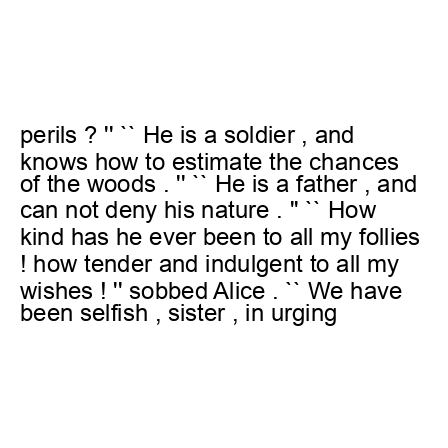 perils ? '' `` He is a soldier , and
knows how to estimate the chances
of the woods . '' `` He is a father , and
can not deny his nature . " `` How
kind has he ever been to all my follies
! how tender and indulgent to all my
wishes ! '' sobbed Alice . `` We have
been selfish , sister , in urging